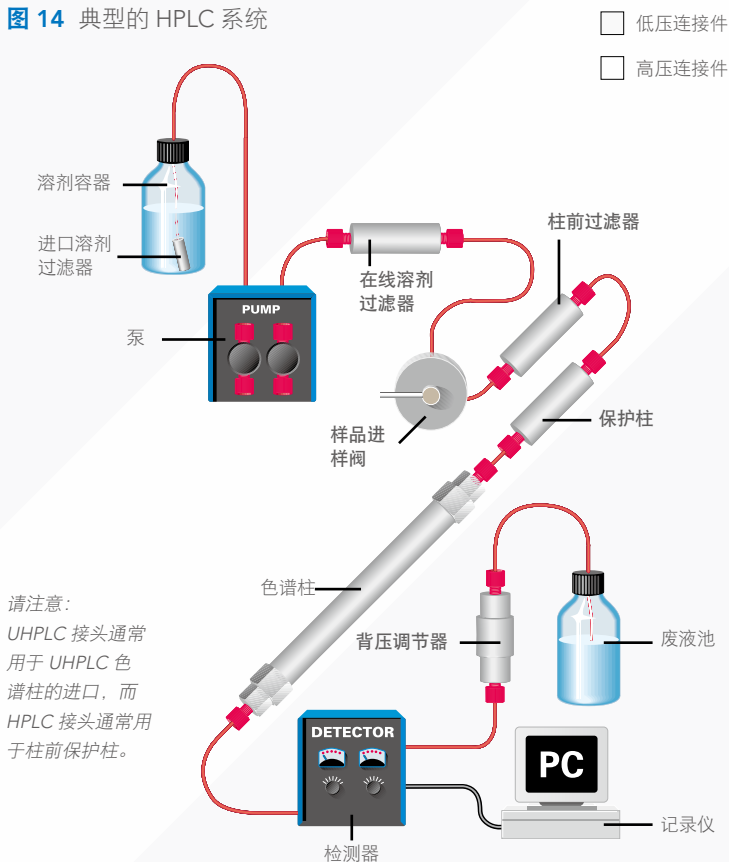 图 14 典型的 HPLC 系统
低压连接件
高压连接件
溶剂容器
进口溶剂
过滤器
柱前过滤器
在线溶剂
过滤器
PUMP
泵
样品进
样阀
保护柱
色谱柱
请注意：
UHPLC 接头通常
用于 UHPLC 色
谱柱的进口，而
HPLC 接头通常用
于柱前保护柱。
背压调节器
废液池
DETECTOR
PC
记录仪
检测器